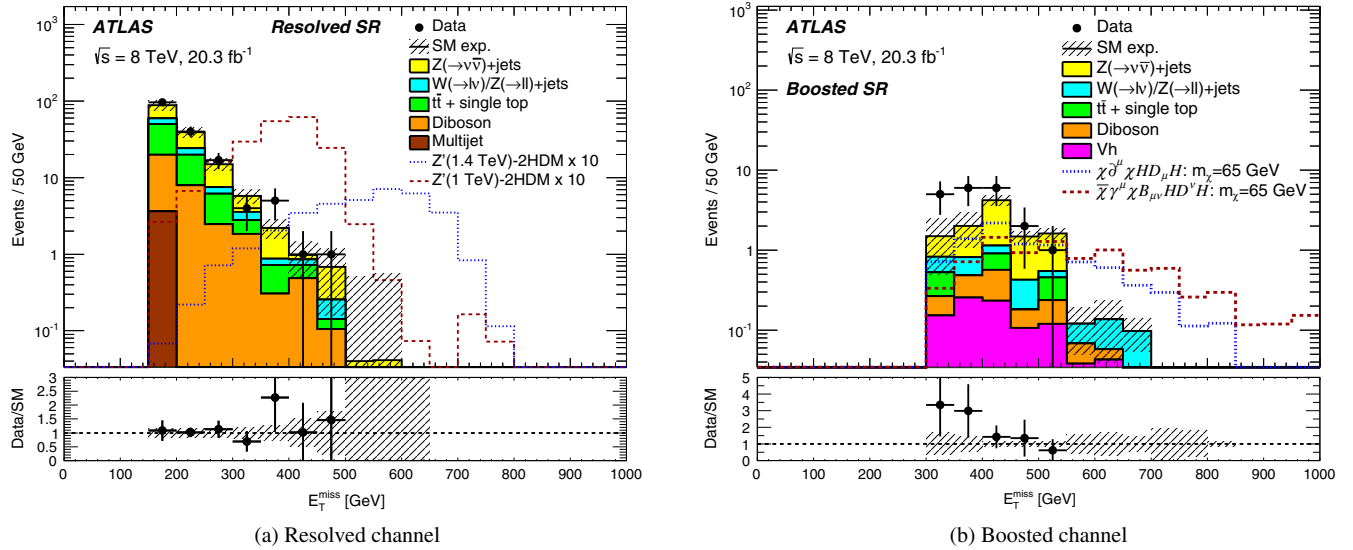 ATLAS Resolved SR
√s = 8 TeV, 20.3 fb⁻¹
Data
SM exp.
Z(→νν̄)+jets
W(→lν)/Z(→ll)+jets
tt̄ + single top
Diboson
Multijet
Z'(1.4 TeV)-2HDM x 10
Z'(1 TeV)-2HDM x 10
Events / 50 GeV
10³
10²
10
1
10⁻¹
Data/SM
3
2.5
2
1.5
1
0.5
0
0 100 200 300 400 500 600 700 800 900 1000
E_T^miss [GeV]
(a) Resolved channel
ATLAS
√s = 8 TeV, 20.3 fb⁻¹
Boosted SR
Data
SM exp.
Z(→νν̄)+jets
W(→lν)/Z(→ll)+jets
tt̄ + single top
Diboson
Vh
χ∂̂^μχHD_μH: m_χ=65 GeV
χ̄γ^μχB_μνHD^νH: m_χ=65 GeV
Events / 50 GeV
10³
10²
10
1
10⁻¹
Data/SM
5
4
3
2
1
0
0 100 200 300 400 500 600 700 800 900 1000
E_T^miss [GeV]
(b) Boosted channel